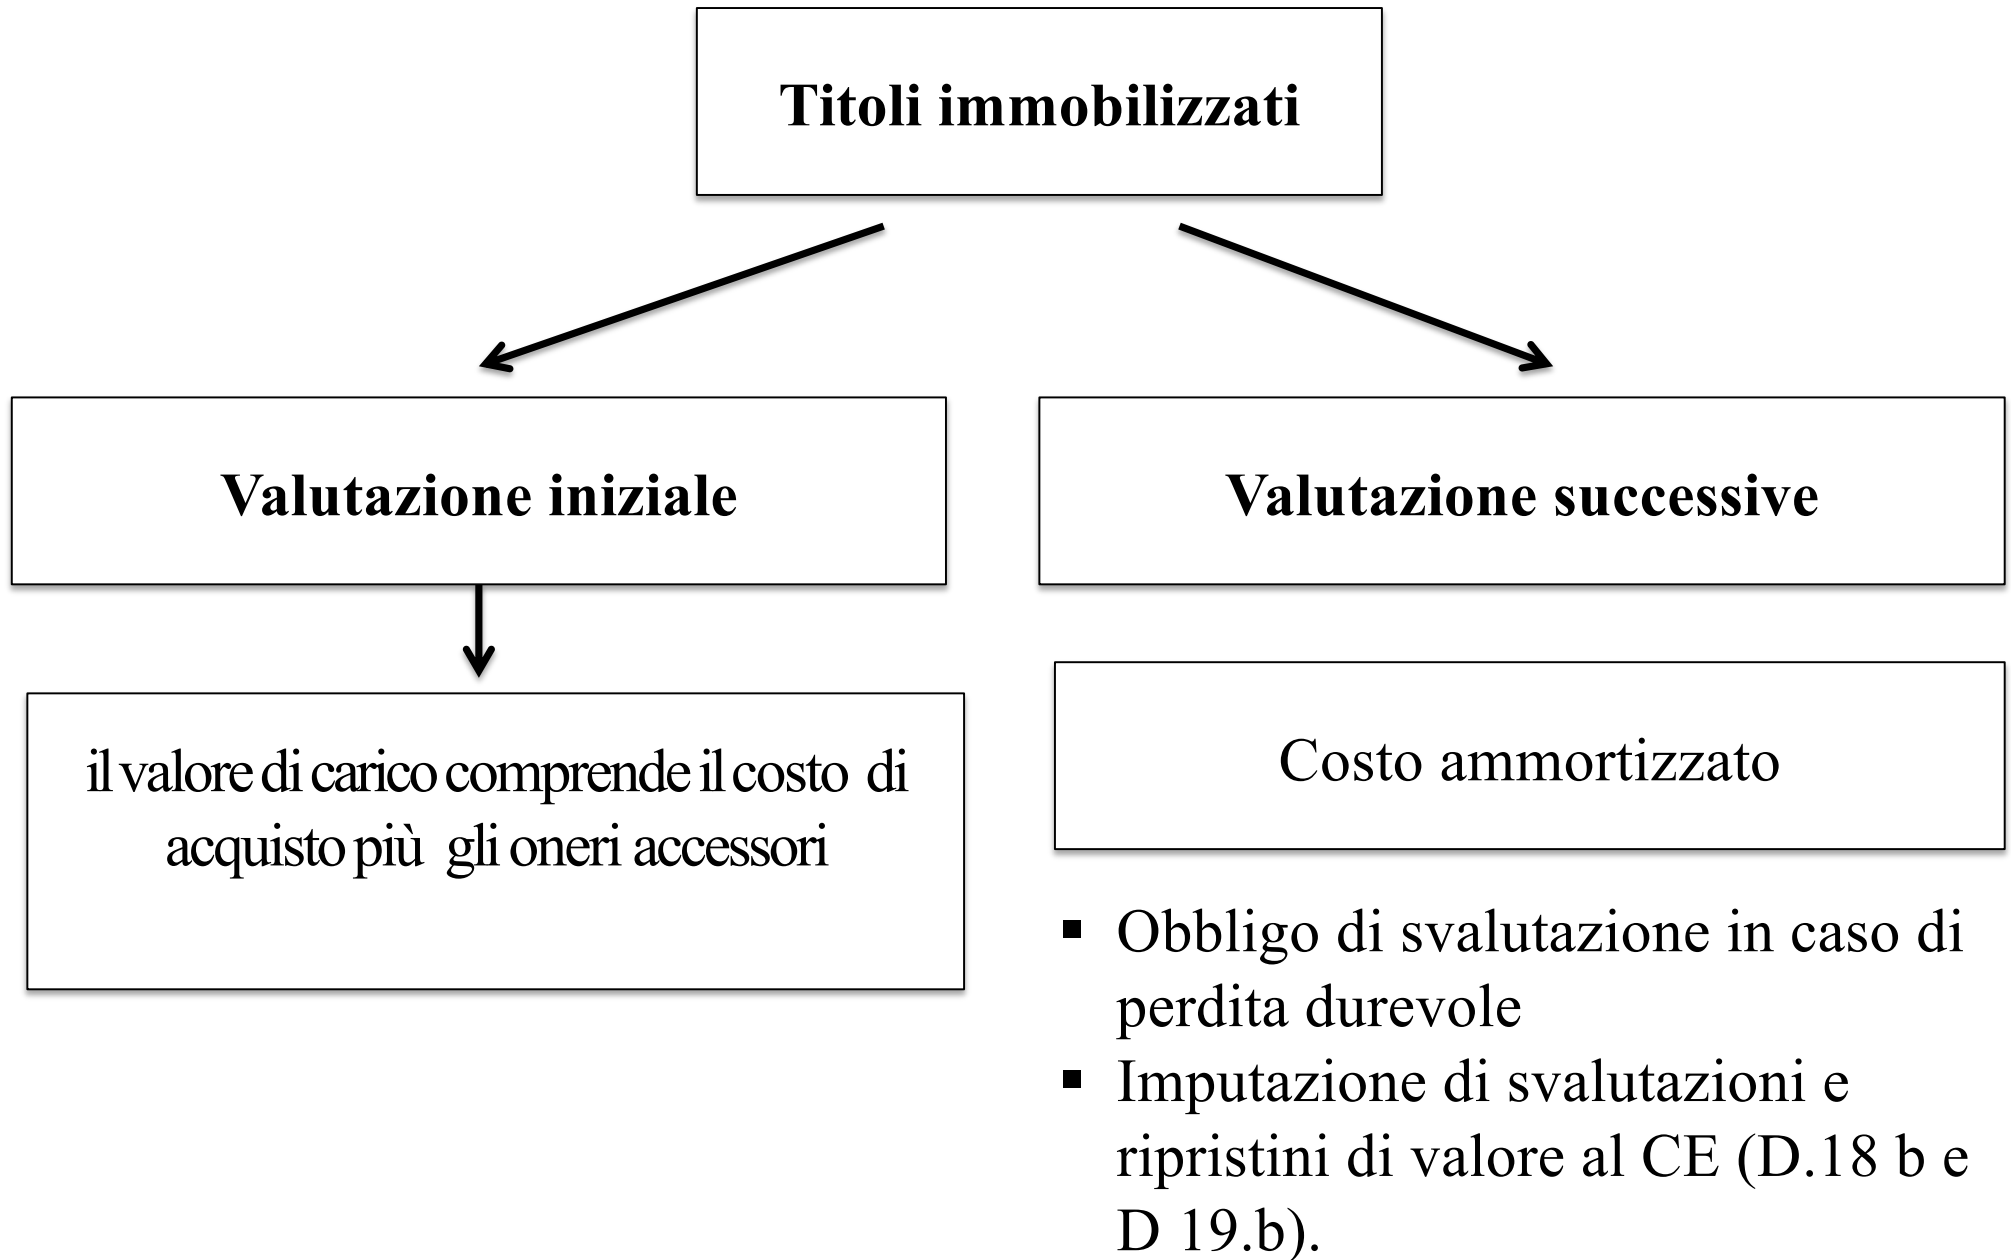 Titoli immobilizzati
Valutazione iniziale
Valutazione successive
il valore di carico comprende il costo di
acquisto più gli oneri accessori
Costo ammortizzato
▪ Obbligo di svalutazione in caso di
perdita durevole
▪ Imputazione di svalutazioni e
ripristini di valore al CE (D.18 b e
D 19.b).